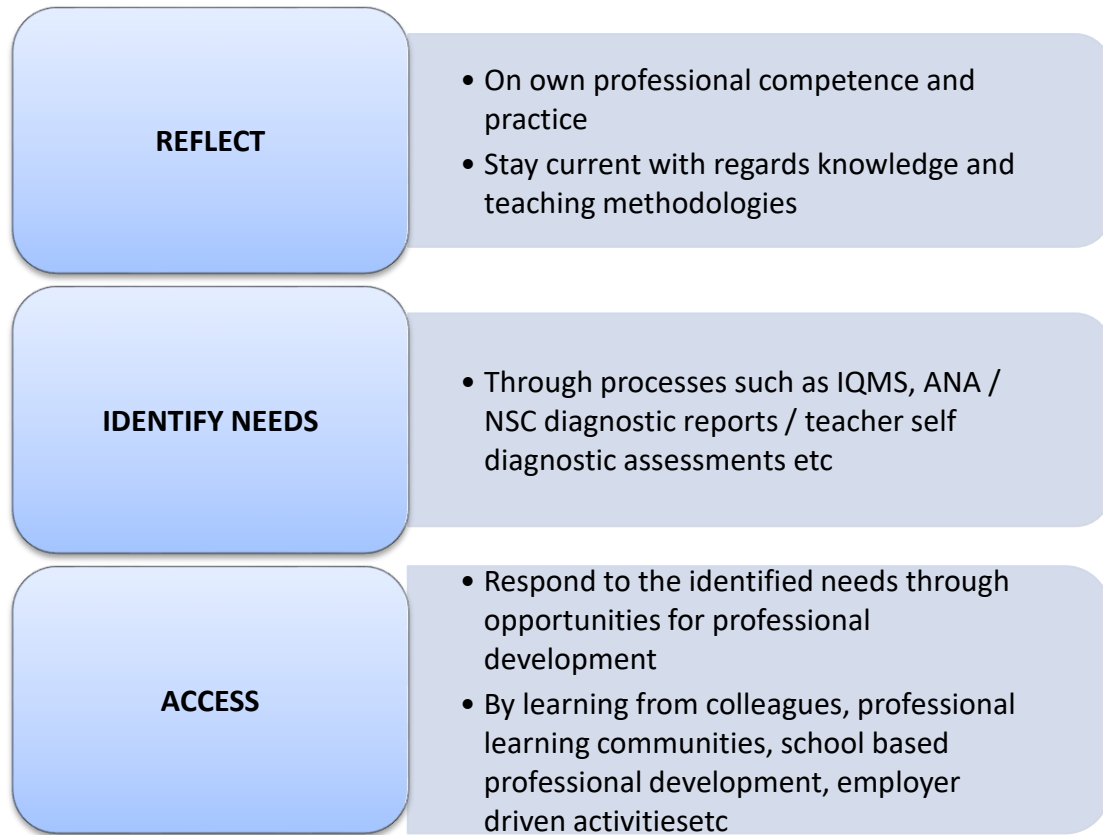 REFLECT
• On own professional competence and
practice
• Stay current with regards knowledge and
teaching methodologies
IDENTIFY NEEDS
• Through processes such as IQMS, ANA /
NSC diagnostic reports / teacher self
diagnostic assessments etc
ACCESS
• Respond to the identified needs through
opportunities for professional
development
• By learning from colleagues, professional
learning communities, school based
professional development, employer
driven activitiesetc